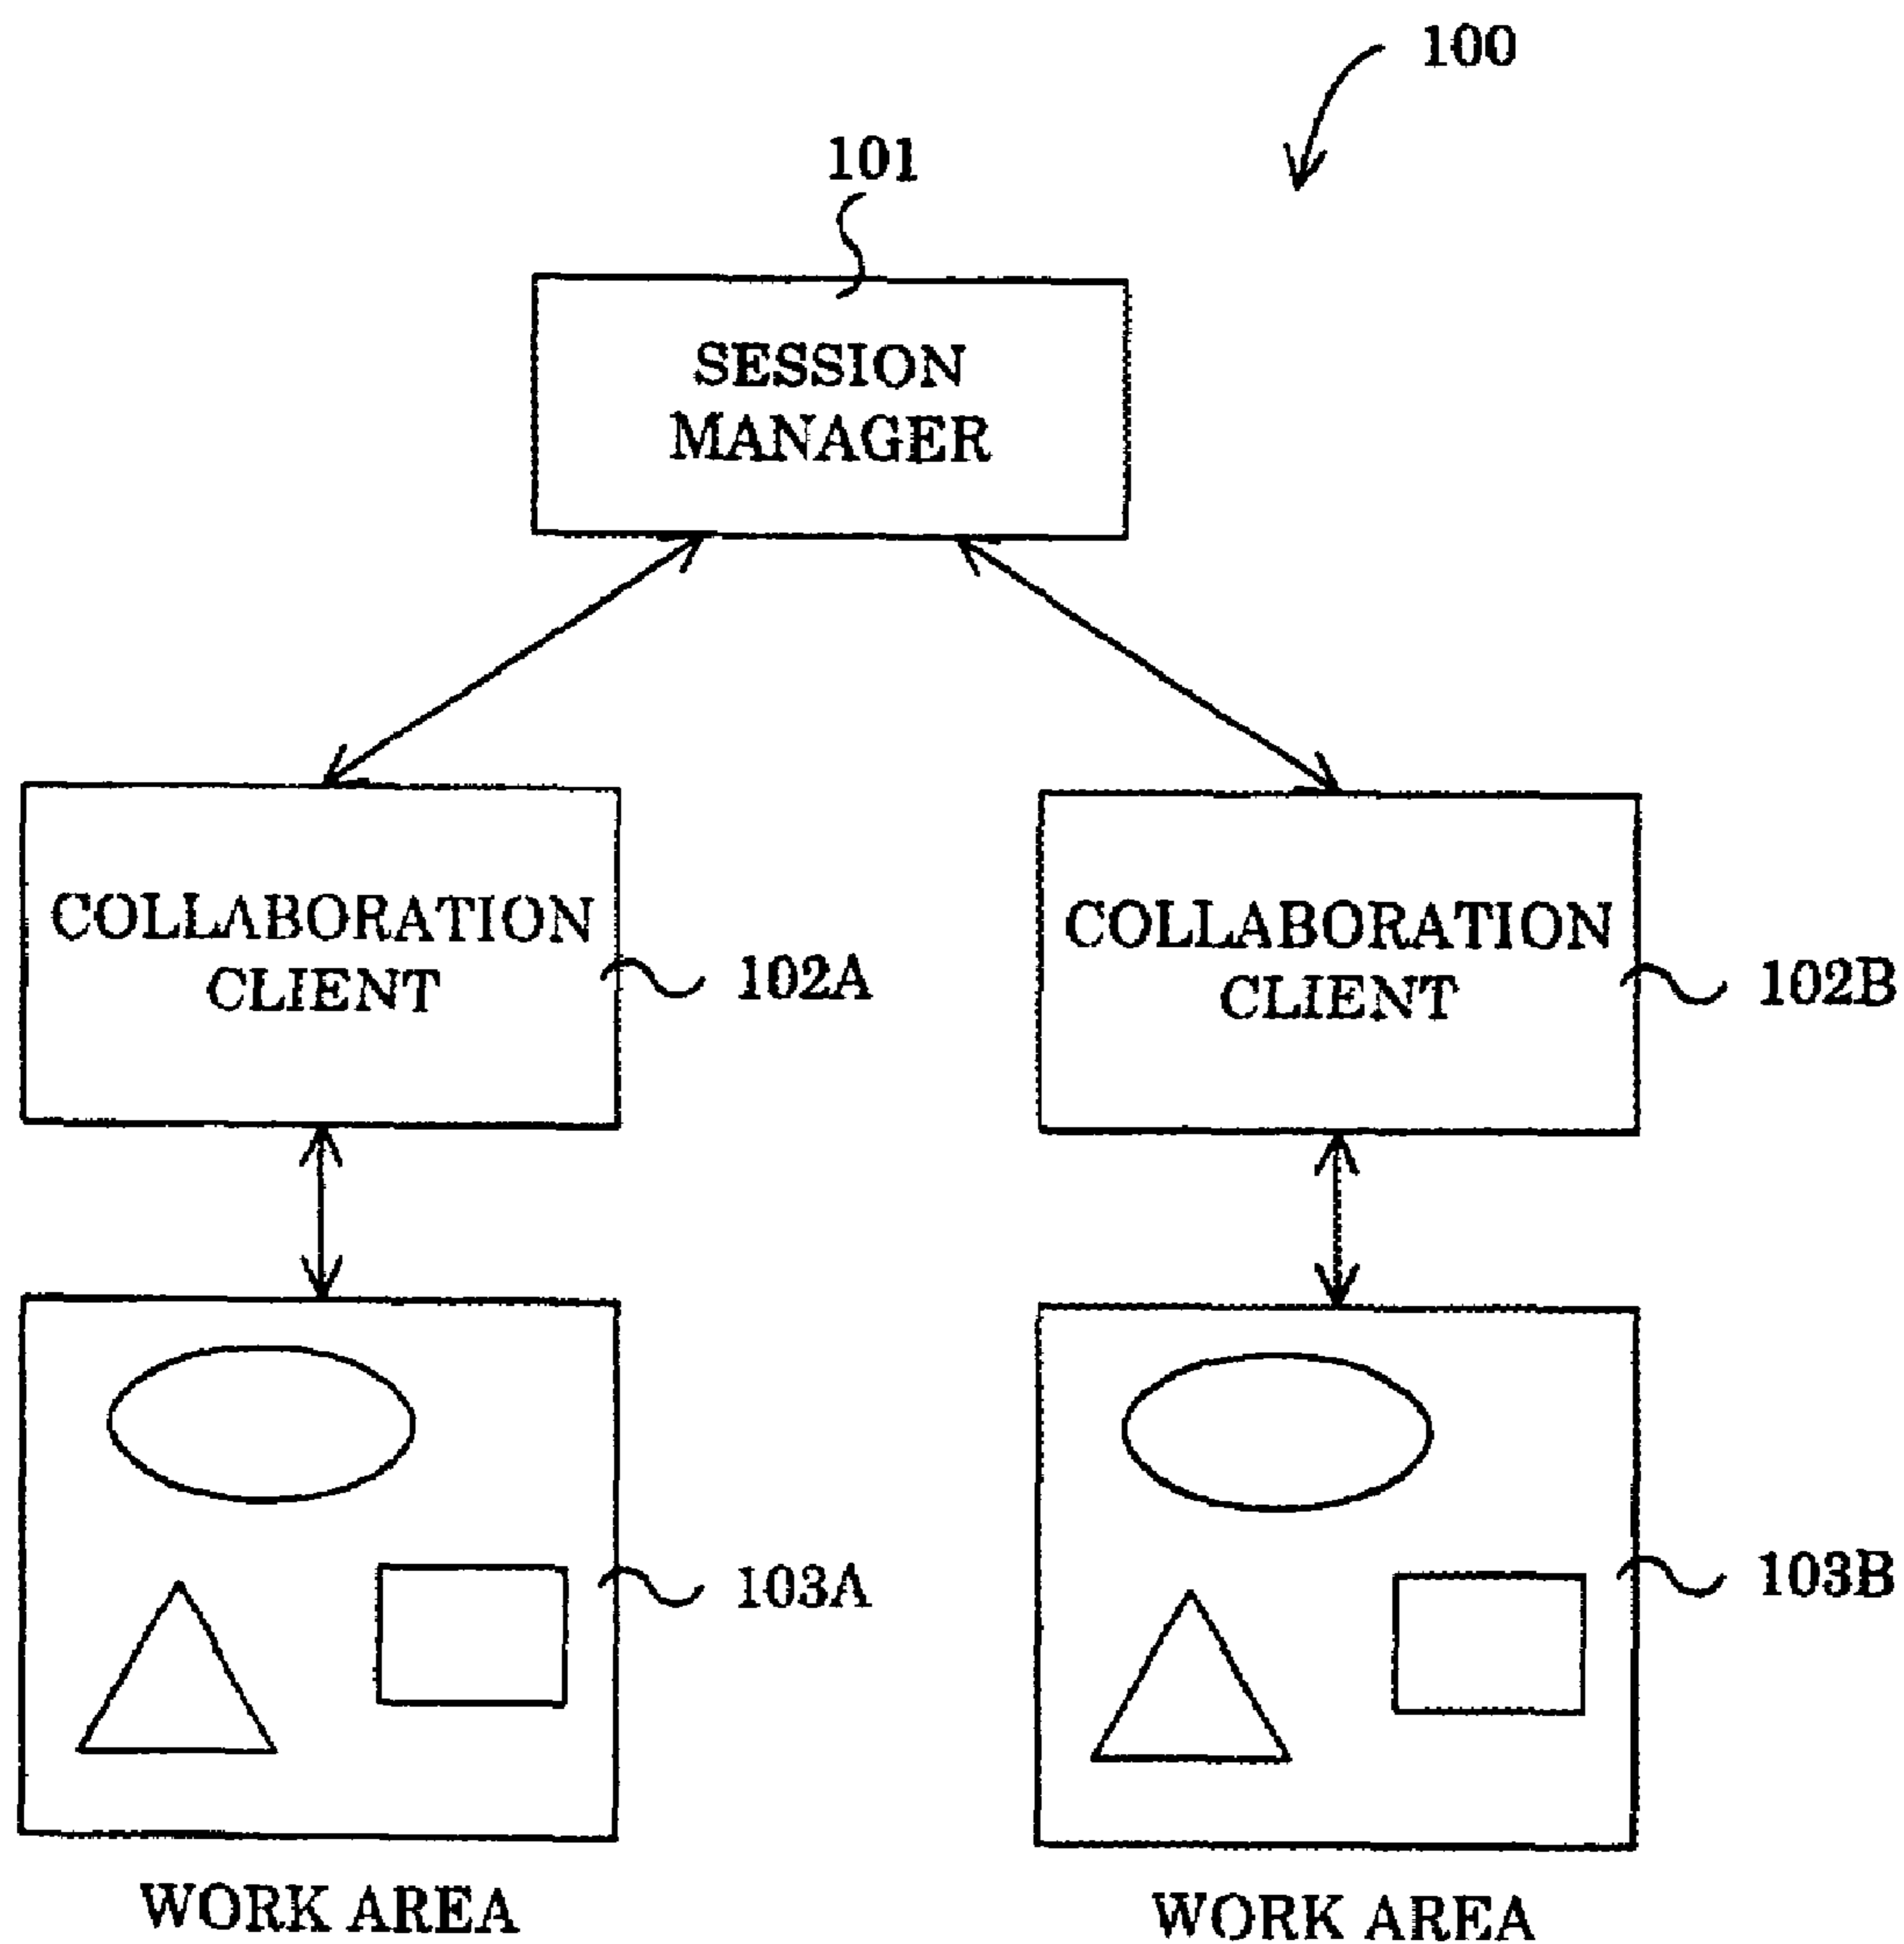 100
101
SESSION
MANAGER
COLLABORATION
CLIENT
102A
COLLABORATION
CLIENT
102B
103A
103B
WORK AREA
WORK AREA